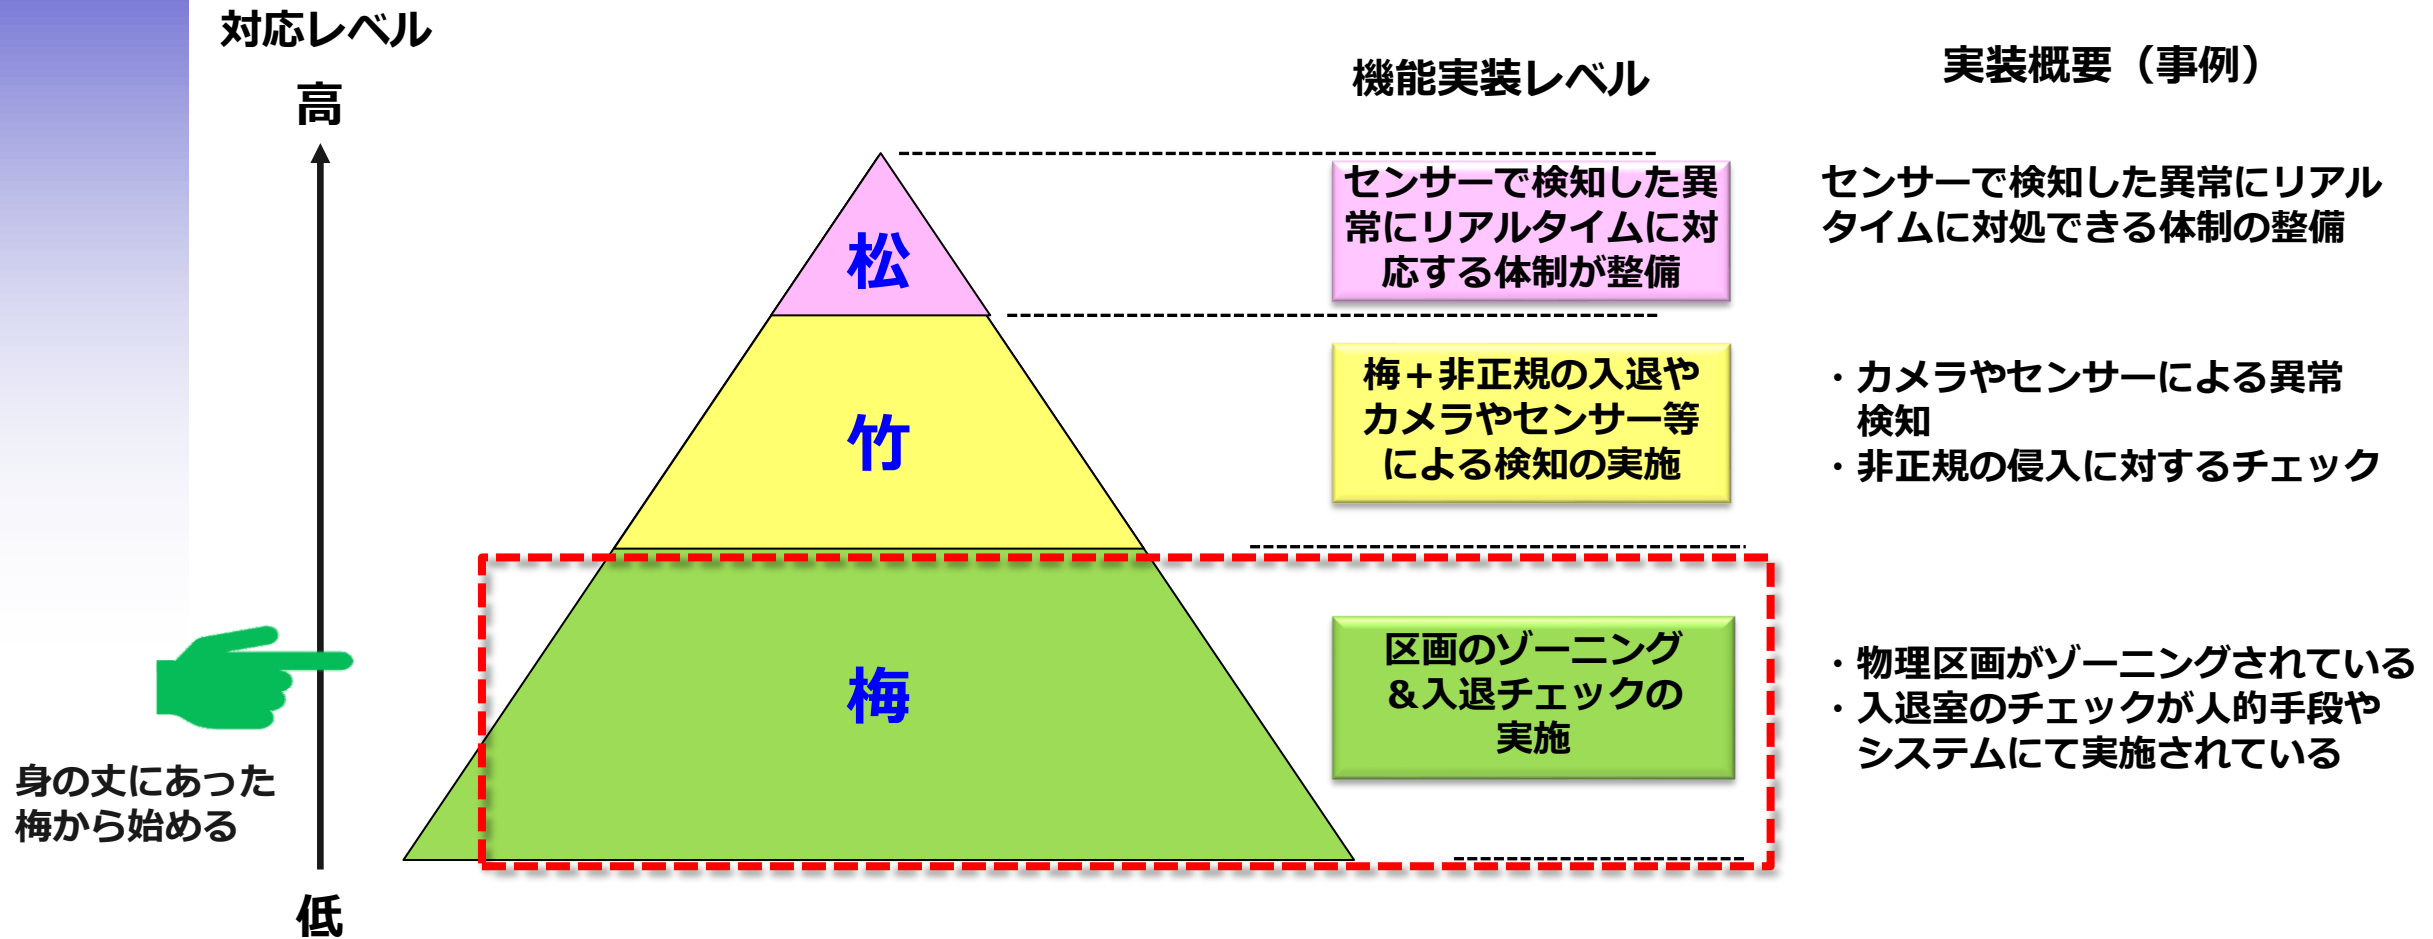 対応レベル
高
機能実装レベル
実装概要（事例）
松
センサーで検知した異
常にリアルタイムに対
応する体制が整備
センサーで検知した異常にリアル
タイムに対処できる体制の整備
竹
梅＋非正規の入退や
カメラやセンサー等
による検知の実施
・カメラやセンサーによる異常
検知
・非正規の侵入に対するチェック
梅
区画のゾーニング
＆入退チェックの
実施
・物理区画がゾーニングされている
・入退室のチェックが人的手段や
システムにて実施されている
身の丈にあった
梅から始める
低